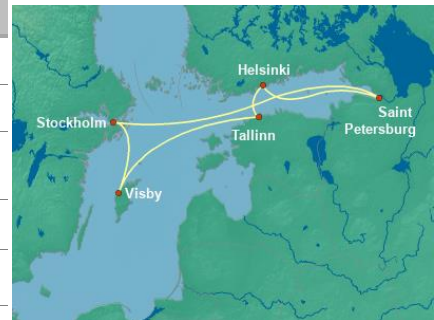 Helsinki
Stockholm
Tallinn
Saint
Petersburg
Visby